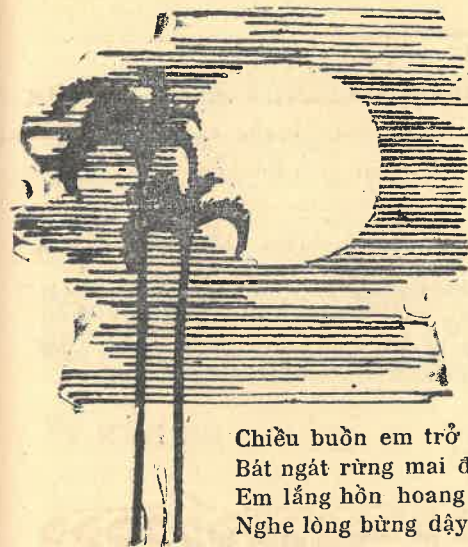 Chiều buồn em trở
Bát ngát rừng mai
Em lắng hồn hoang
Nghe lòng bừng dậy